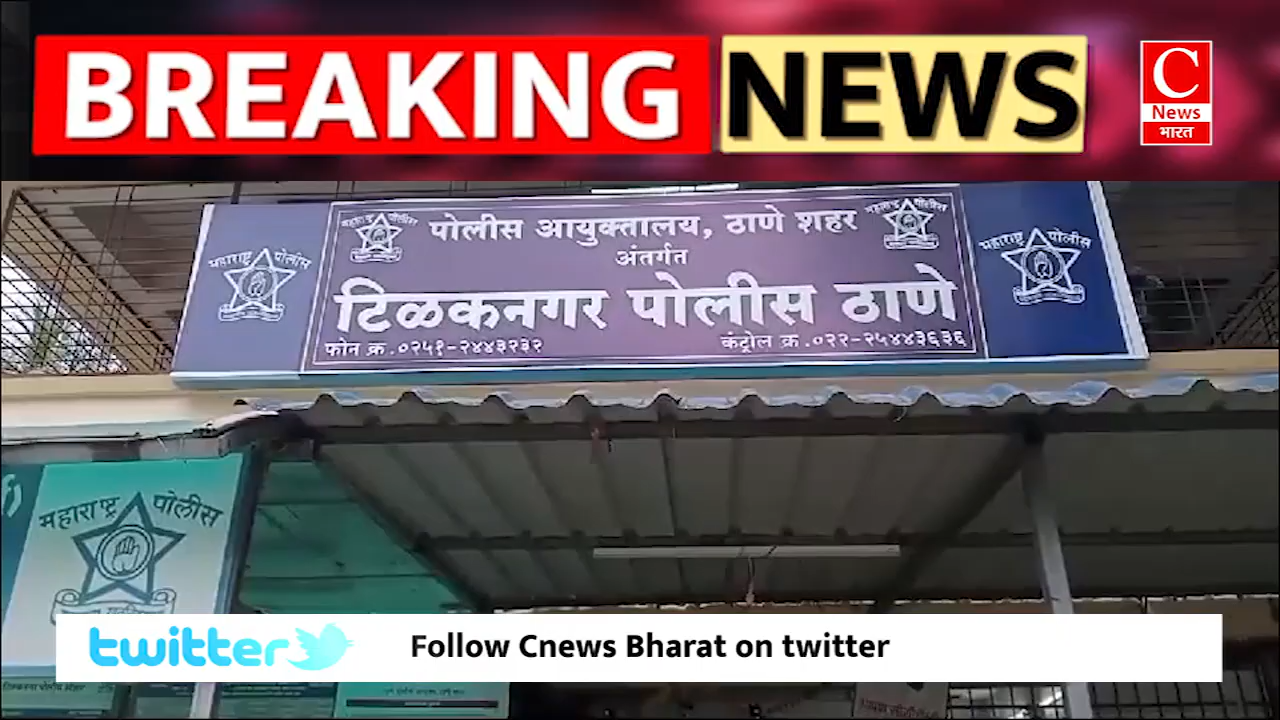 BREAKING NEWS
C
News
भारत
पोलीस आयुक्तालय, ठाणे शहर
अंतर्गत
टिळकनगर पोलीस ठाणे
फोन क्र.०२५१-२४४३२३२
कंट्रोल क्र.०२२-२५४४३६३६
महाराष्ट्र पोलीस
महाराष्ट्र पोलीस
महाराष्ट्र पोलीस
महाराष्ट्र पोलीस
महाराष्ट्र पोलीस
twitter
Follow Cnews Bharat on twitter